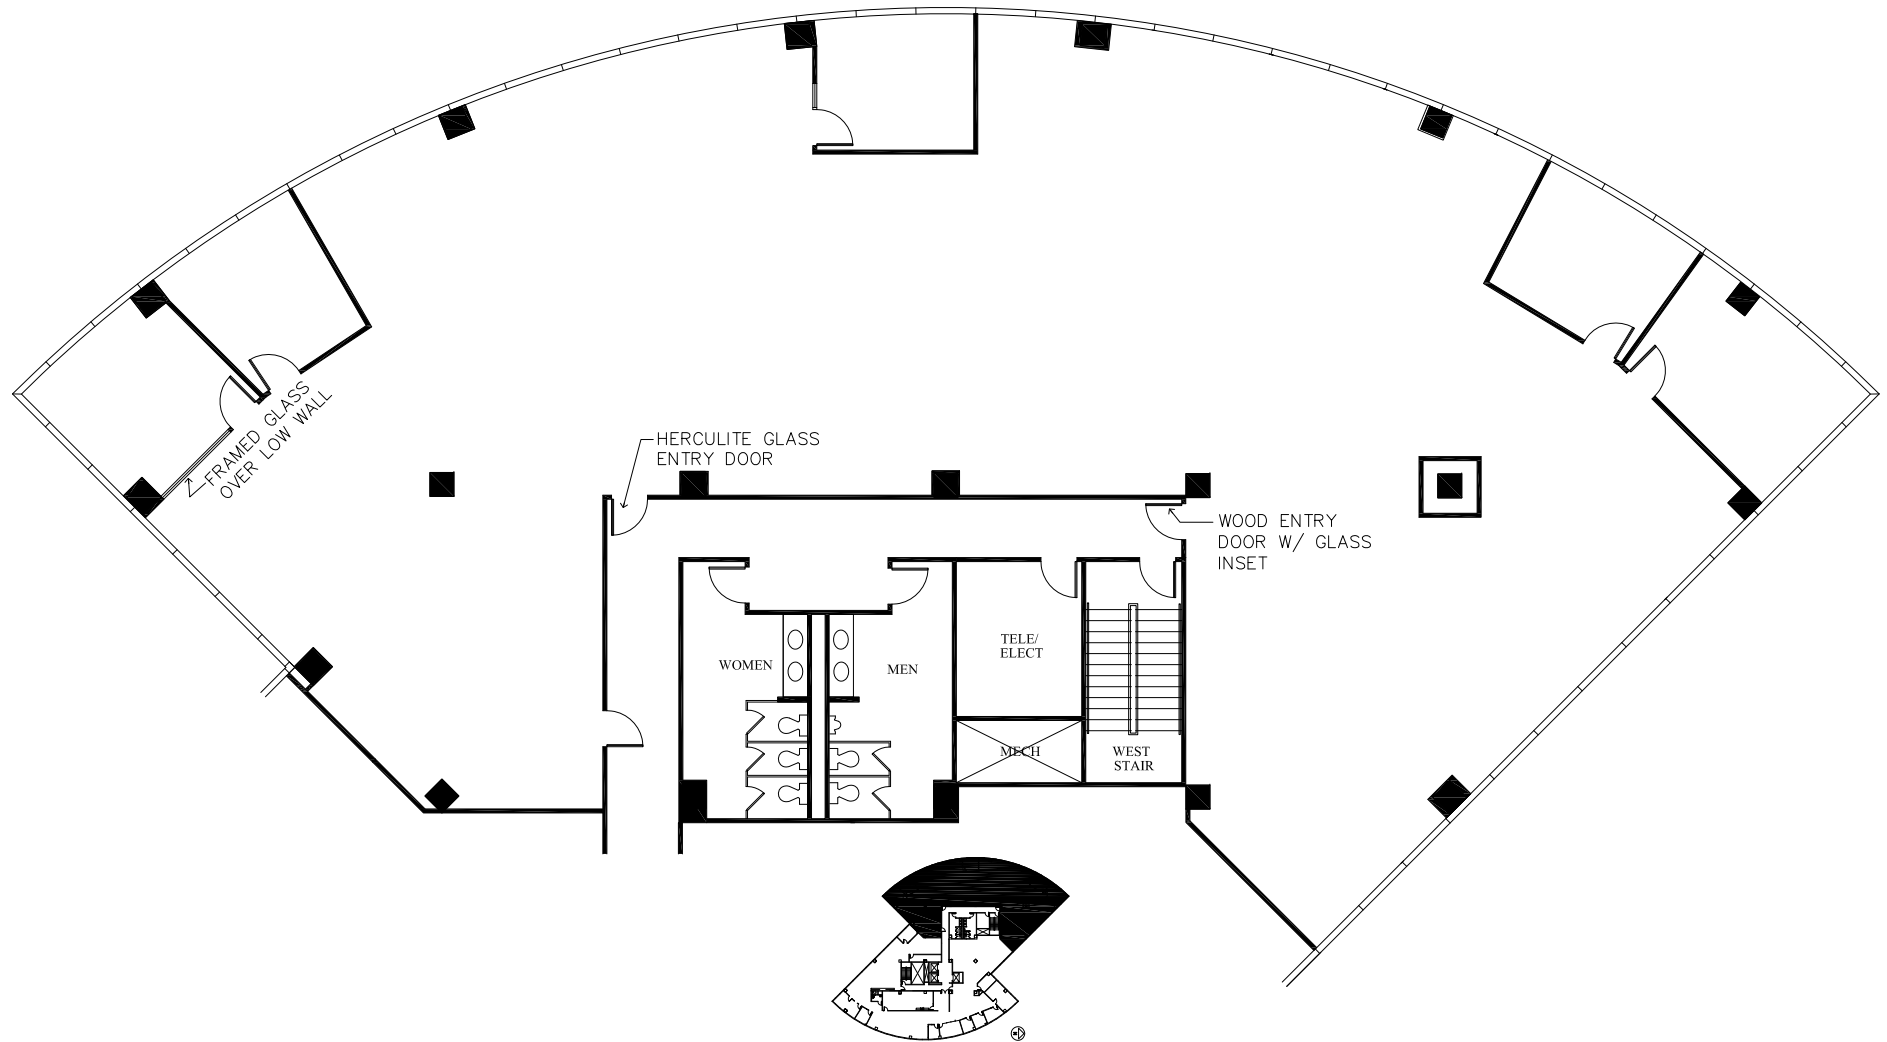 HERCULITE GLASS
ENTRY DOOR
FRAMED GLASS
OVER LOW WALL
WOOD ENTRY
DOOR W/ GLASS
INSET
WOMEN
MEN
TELE/
ELECT
MECH
WEST
STAIR